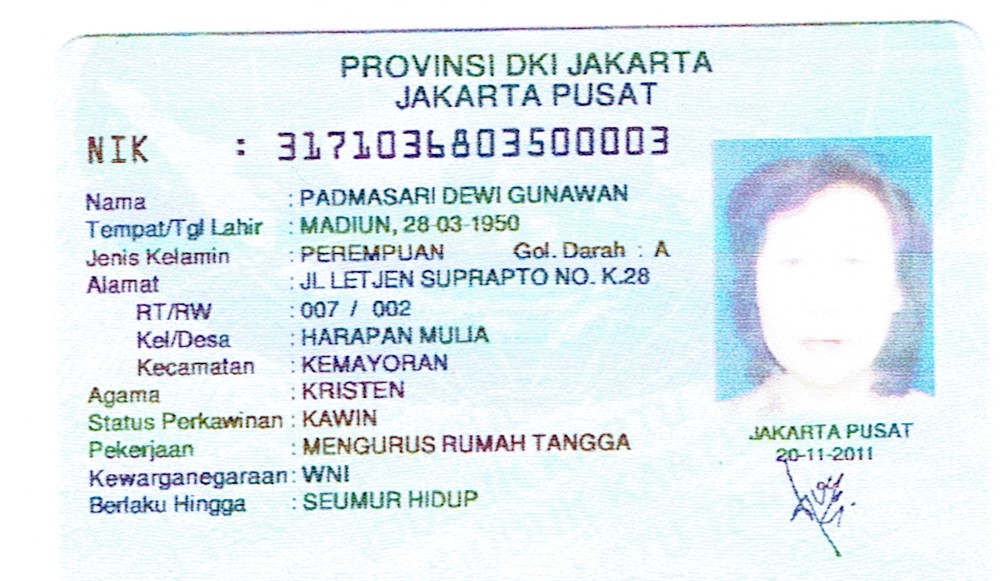 PROVINSI DKI JAKARTA
JAKARTA PUSAT
NIK : 3171036803500003
Nama : PADMASARI DEWI GUNAWAN
Tempat/Tgl Lahir : MADIUN, 28-03-1950
Jenis Kelamin : PEREMPUAN Gol. Darah : A
Alamat : JL LETJEN SUPRAPTO NO. K.28
RT/RW : 007 / 002
Kel/Desa : HARAPAN MULIA
Kecamatan : KEMAYORAN
Agama : KRISTEN
Status Perkawinan : KAWIN
Pekerjaan : MENGURUS RUMAH TANGGA
Kewarganegaraan : WNI
Berlaku Hingga : SEUMUR HIDUP
JAKARTA PUSAT
20-11-2011